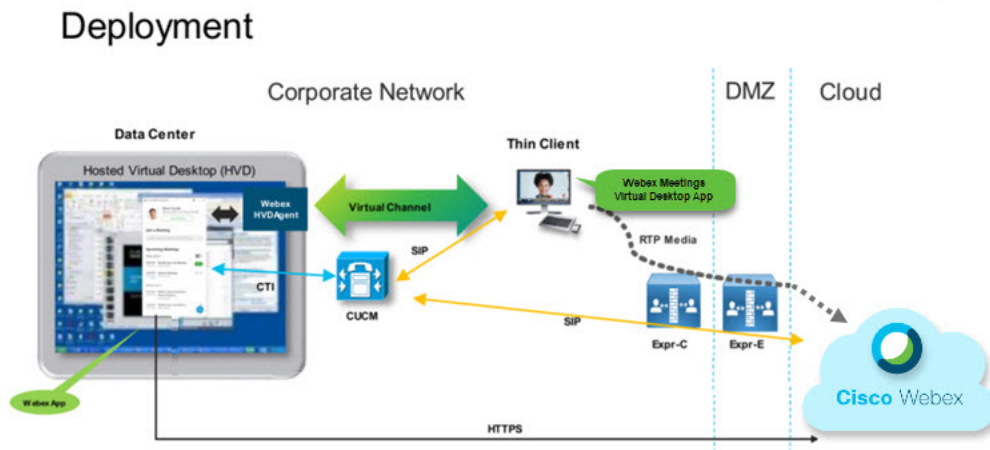 Deployment
Corporate Network
DMZ
Cloud
Data Center
Thin Client
Hosted Virtual Desktop (HVD)
Webex
HVDAgent
Virtual Channel
Webex Meetings
Virtual Desktop App
RTP Media
SIP
CTI
CUCM
SIP
Expr-C
Expr-E
Cisco Webex
Webex App
HTTPS